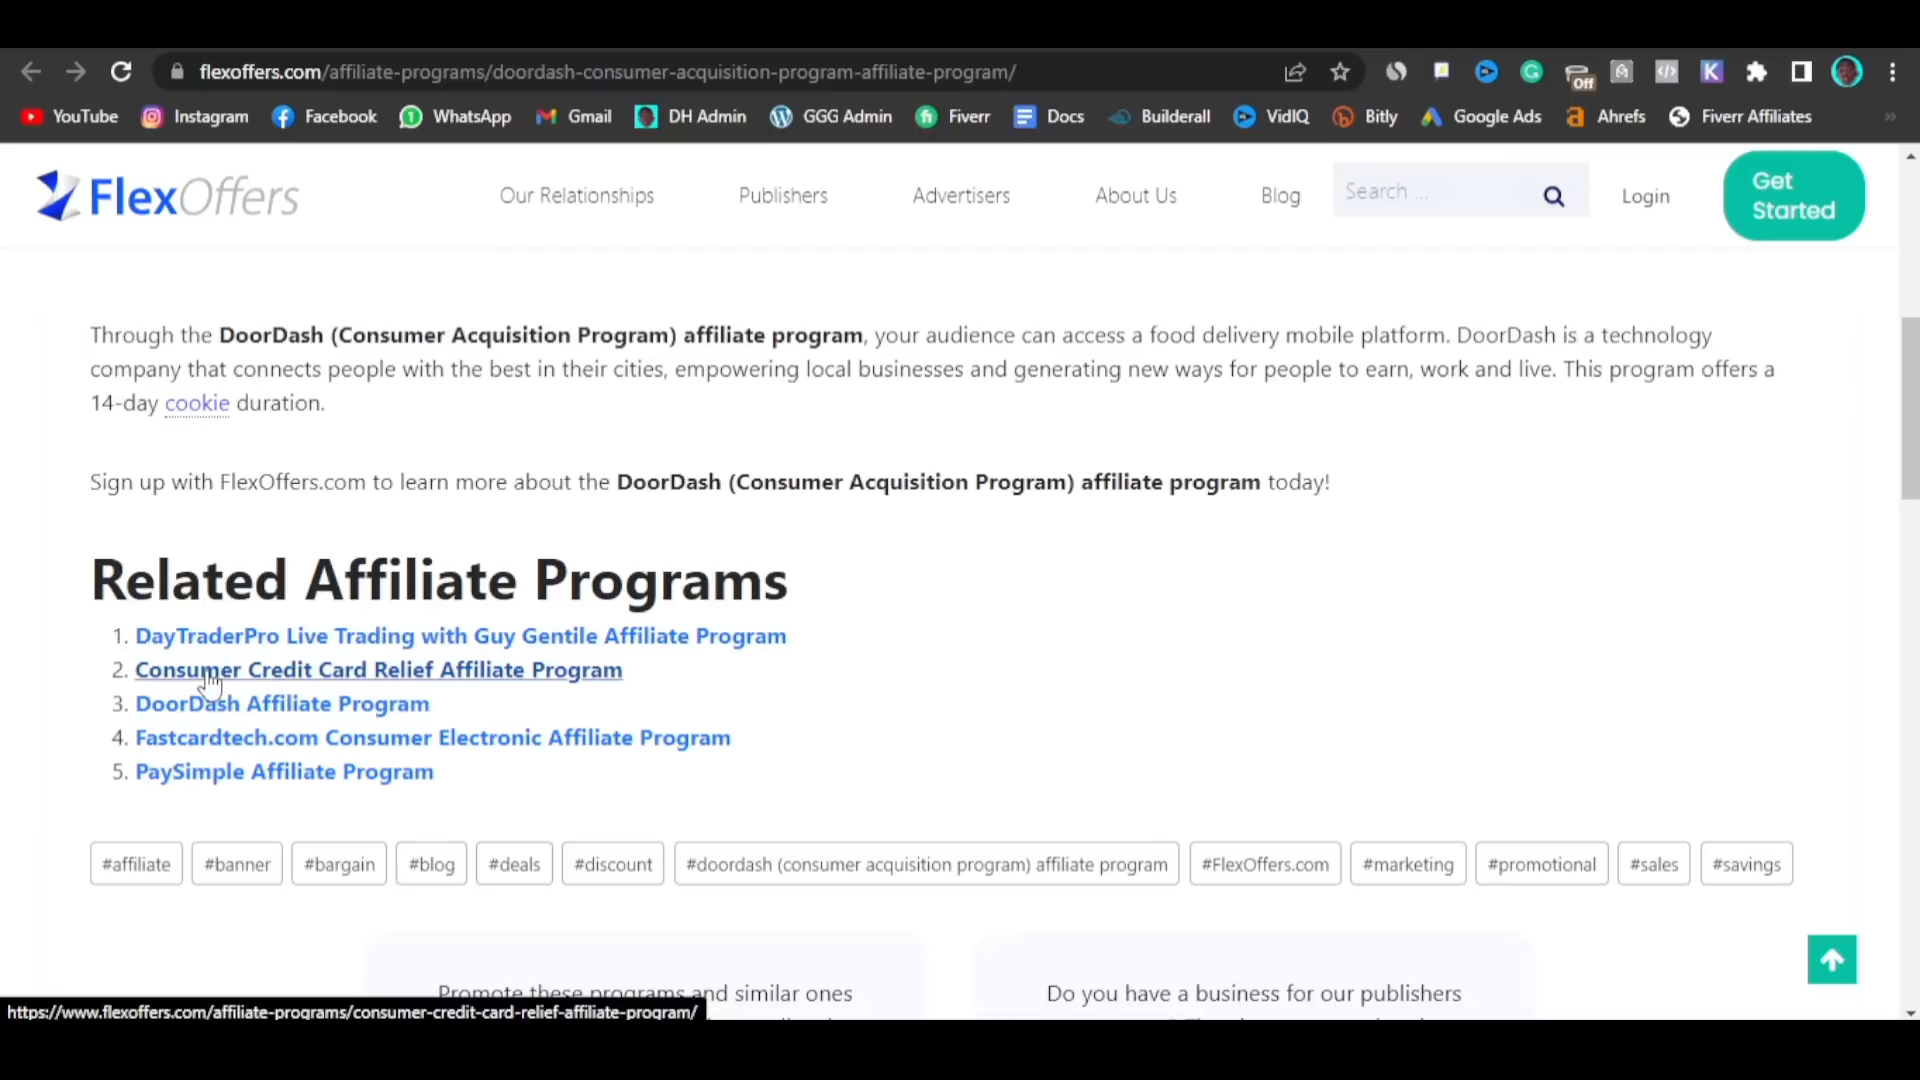 flexoffers.com/affiliate-programs/doordash-consumer-acquisition-program-affiliate-program/
Off
YouTube Instagram Facebook WhatsApp Gmail DH Admin GGG Admin Fiverr Docs Builderall VidIQ Bitly Google Ads Ahrefs Fiverr Affiliates »
FlexOffers Our Relationships Publishers Advertisers About Us Blog Search ... Login Get
Started
Through the DoorDash (Consumer Acquisition Program) affiliate program, your audience can access a food delivery mobile platform. DoorDash is a technology
company that connects people with the best in their cities, empowering local businesses and generating new ways for people to earn, work and live. This program offers a
14-day cookie duration.
Sign up with FlexOffers.com to learn more about the DoorDash (Consumer Acquisition Program) affiliate program today!
Related Affiliate Programs
1. DayTraderPro Live Trading with Guy Gentile Affiliate Program
2. Consumer Credit Card Relief Affiliate Program
3. DoorDash Affiliate Program
4. Fastcardtech.com Consumer Electronic Affiliate Program
5. PaySimple Affiliate Program
#affiliate #banner #bargain #blog #deals #discount #doordash (consumer acquisition program) affiliate program #FlexOffers.com #marketing #promotional #sales #savings
Promote these programs and similar ones
Do you have a business for our publishers
https://www.flexoffers.com/affiliate-programs/consumer-credit-card-relief-affiliate-program/